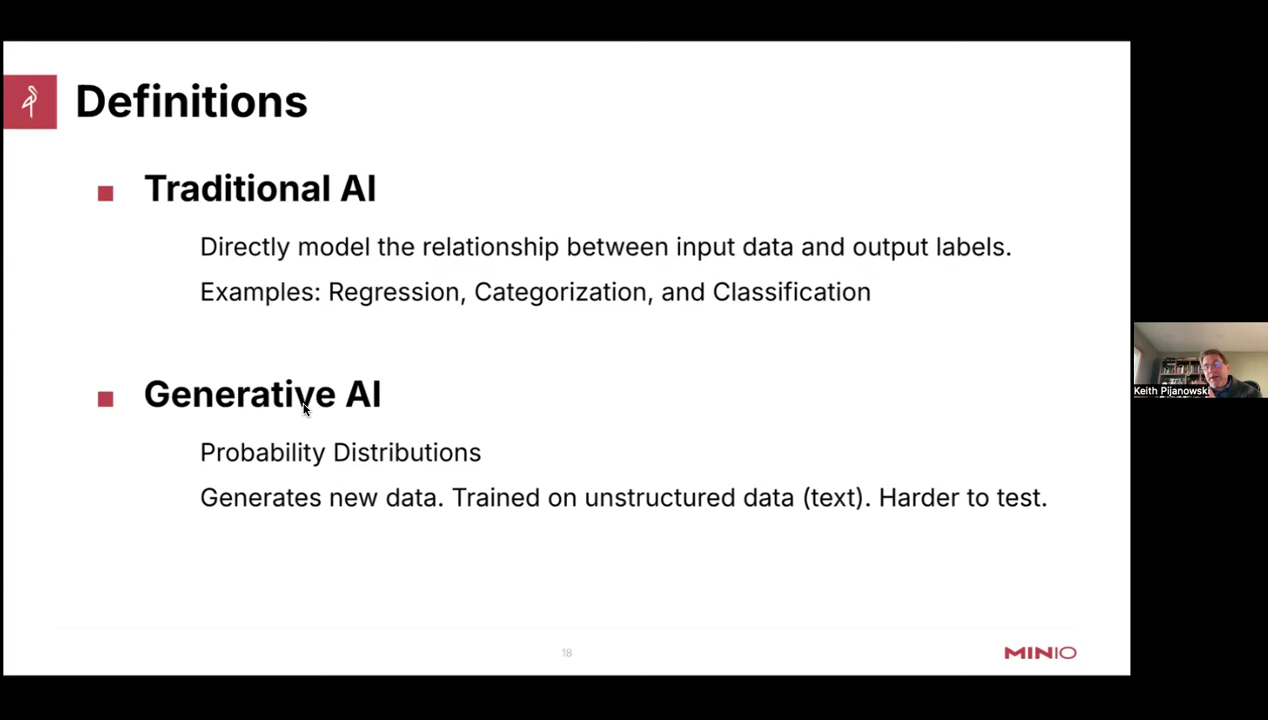 Definitions
Traditional AI
Directly model the relationship between input data and output labels.
Examples: Regression, Categorization, and Classification
Generative AI
Probability Distributions
Generates new data. Trained on unstructured data (text). Harder to test.
18
MINIO
Keith Pijanowski